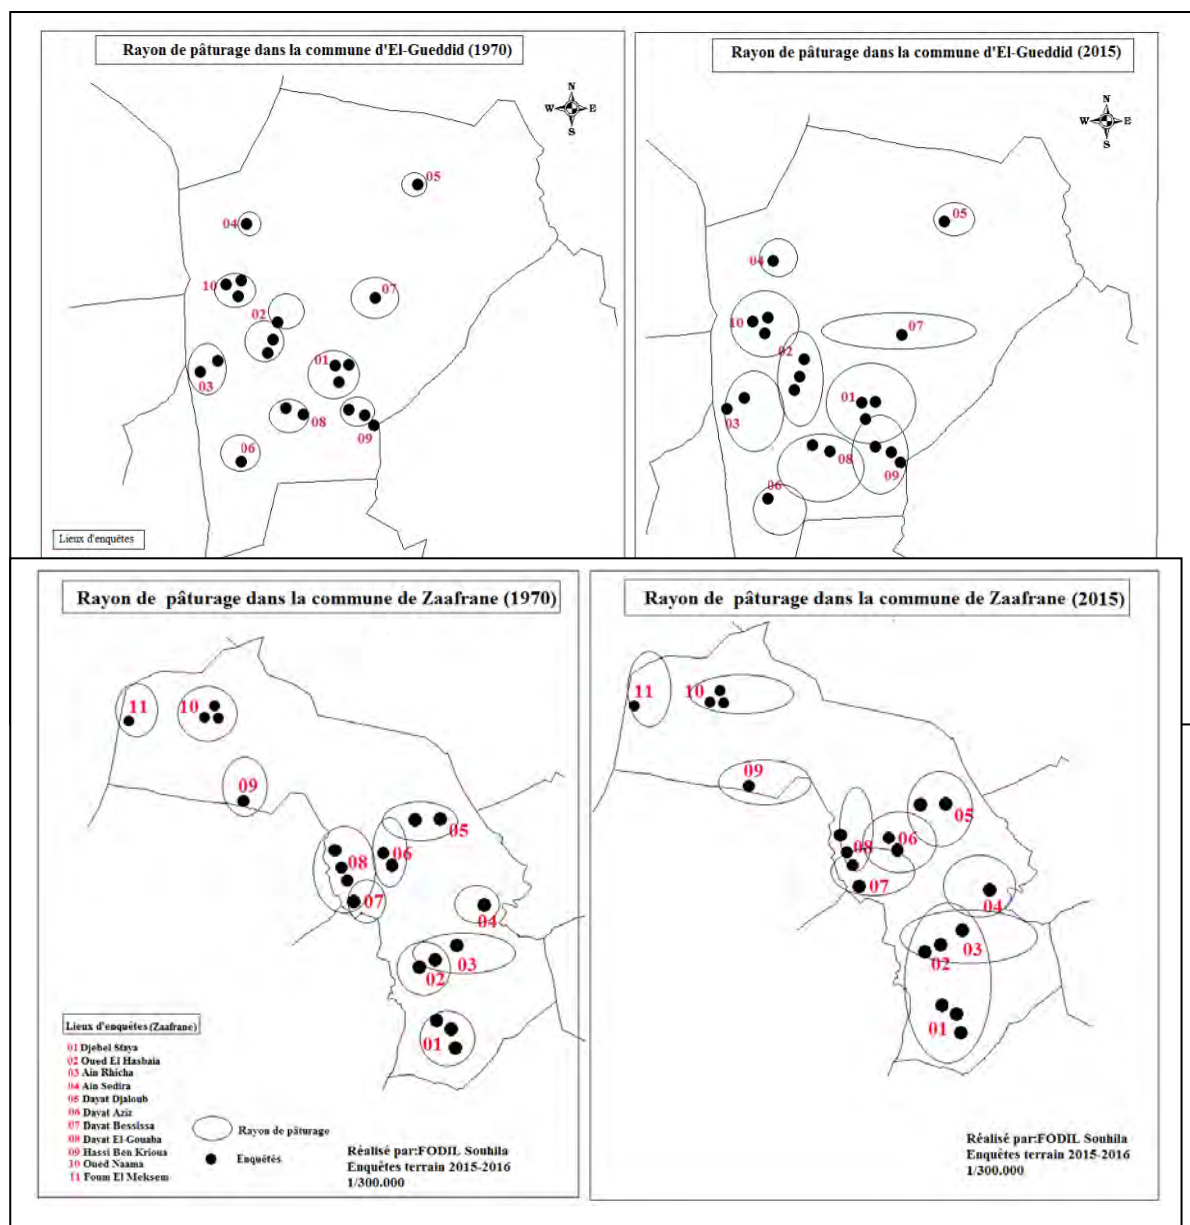 Rayon de pâturage dans la commune d'El-Gueddid (1970)
N
W E
S
05
04
10
07
02
01
03
08
09
06
Lieux d'enquêtes
Rayon de pâturage dans la commune d'El-Gueddid (2015)
N
W E
S
05
04
07
10
02
01
03
08
09
06
Rayon de pâturage dans la commune de Zaafrane (1970)
11
10
09
05
06
08
07
04
03
02
01
Lieux d'enquêtes (Zaafrane)
01 Djebel Sfaya
02 Oued El Hasbaia
03 Ain Rhicha
04 Ain Sedira
05 Dayat Djaloub
06 Dayat Aziz
07 Dayat Bessissa
08 Dayat El-Gouaba
09 Hassi Ben Krioua
10 Oued Naama
11 Foum El Meksem
Rayon de pâturage
Enquêtés
Réalisé par:FODIL Souhila
Enquêtes terrain 2015-2016
1/300.000
Rayon de pâturage dans la commune de Zaafrane (2015)
11
10
09
05
06
08
07
04
03
02
01
Réalisé par:FODIL Souhila
Enquêtes terrain 2015-2016
1/300.000